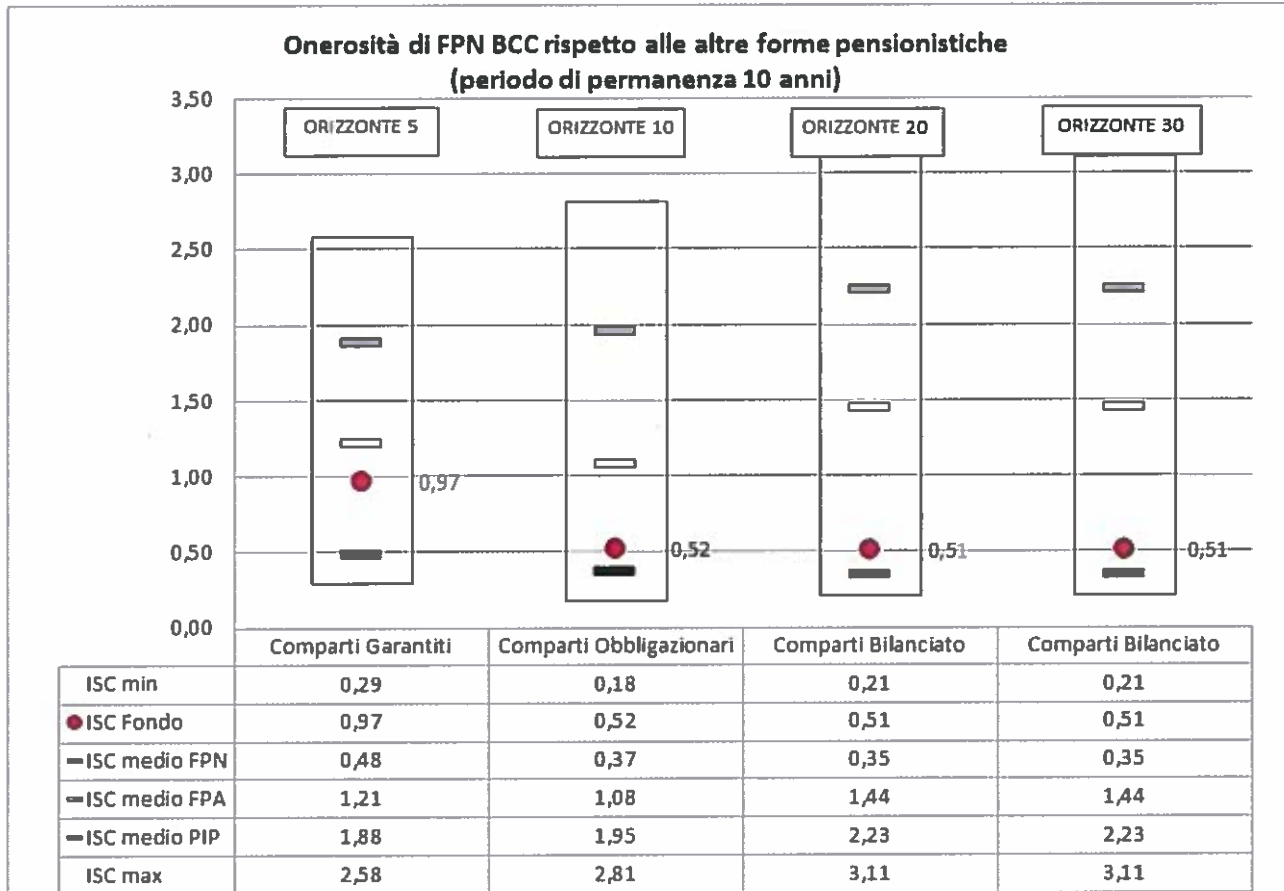 Onerosità di FPN BCC rispetto alle altre forme pensionistiche
(periodo di permanenza 10 anni)
3,50
ORIZZONTE 5 ORIZZONTE 10 ORIZZONTE 20 ORIZZONTE 30
3,00
2,50
2,00
1,50
1,00
0,97
0,50
0,52 0,51 0,51
0,00
Comparti Garantiti Comparti Obbligazionari Comparti Bilanciato Comparti Bilanciato
ISC min 0,29 0,18 0,21 0,21
ISC Fondo 0,97 0,52 0,51 0,51
ISC medio FPN 0,48 0,37 0,35 0,35
ISC medio FPA 1,21 1,08 1,44 1,44
ISC medio PIP 1,88 1,95 2,23 2,23
ISC max 2,58 2,81 3,11 3,11